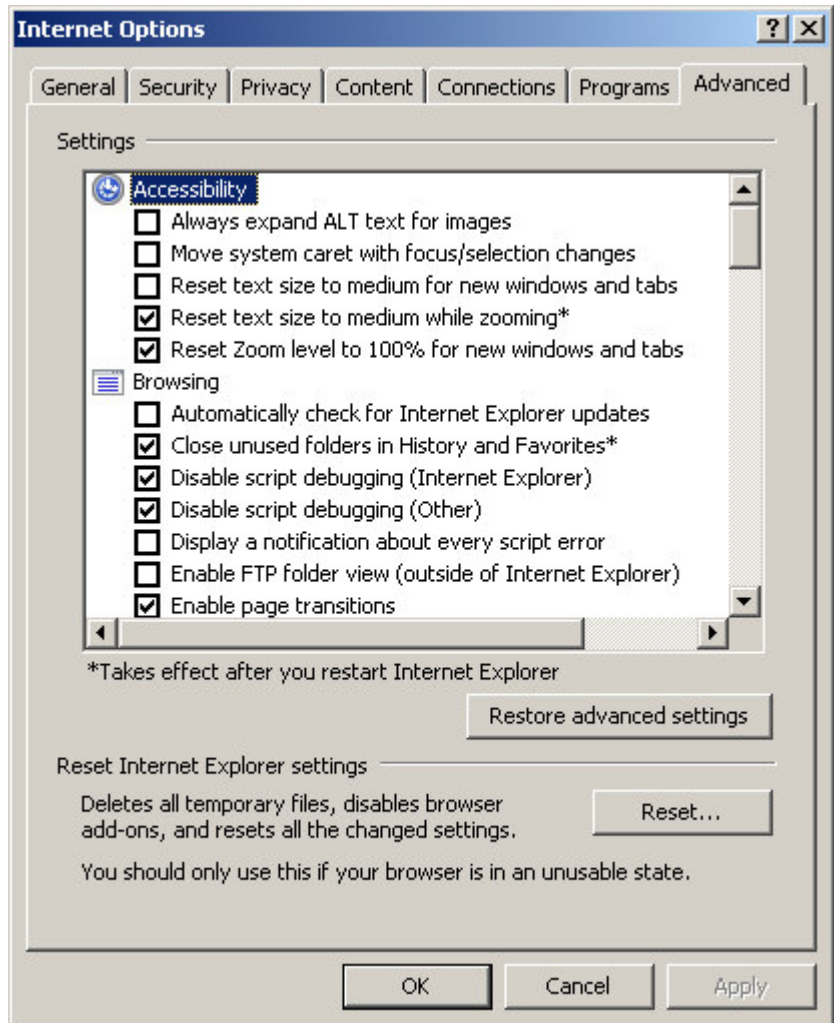 Internet Options
General Security Privacy Content Connections Programs Advanced
Settings
Accessibility
Always expand ALT text for images
Move system caret with focus/selection changes
Reset text size to medium for new windows and tabs
Reset text size to medium while zooming*
Reset Zoom level to 100% for new windows and tabs
Browsing
Automatically check for Internet Explorer updates
Close unused folders in History and Favorites*
Disable script debugging (Internet Explorer)
Disable script debugging (Other)
Display a notification about every script error
Enable FTP folder view (outside of Internet Explorer)
Enable page transitions
*Takes effect after you restart Internet Explorer
Restore advanced settings
Reset Internet Explorer settings
Deletes all temporary files, disables browser
add-ons, and resets all the changed settings.
Reset...
You should only use this if your browser is in an unusable state.
OK Cancel Apply